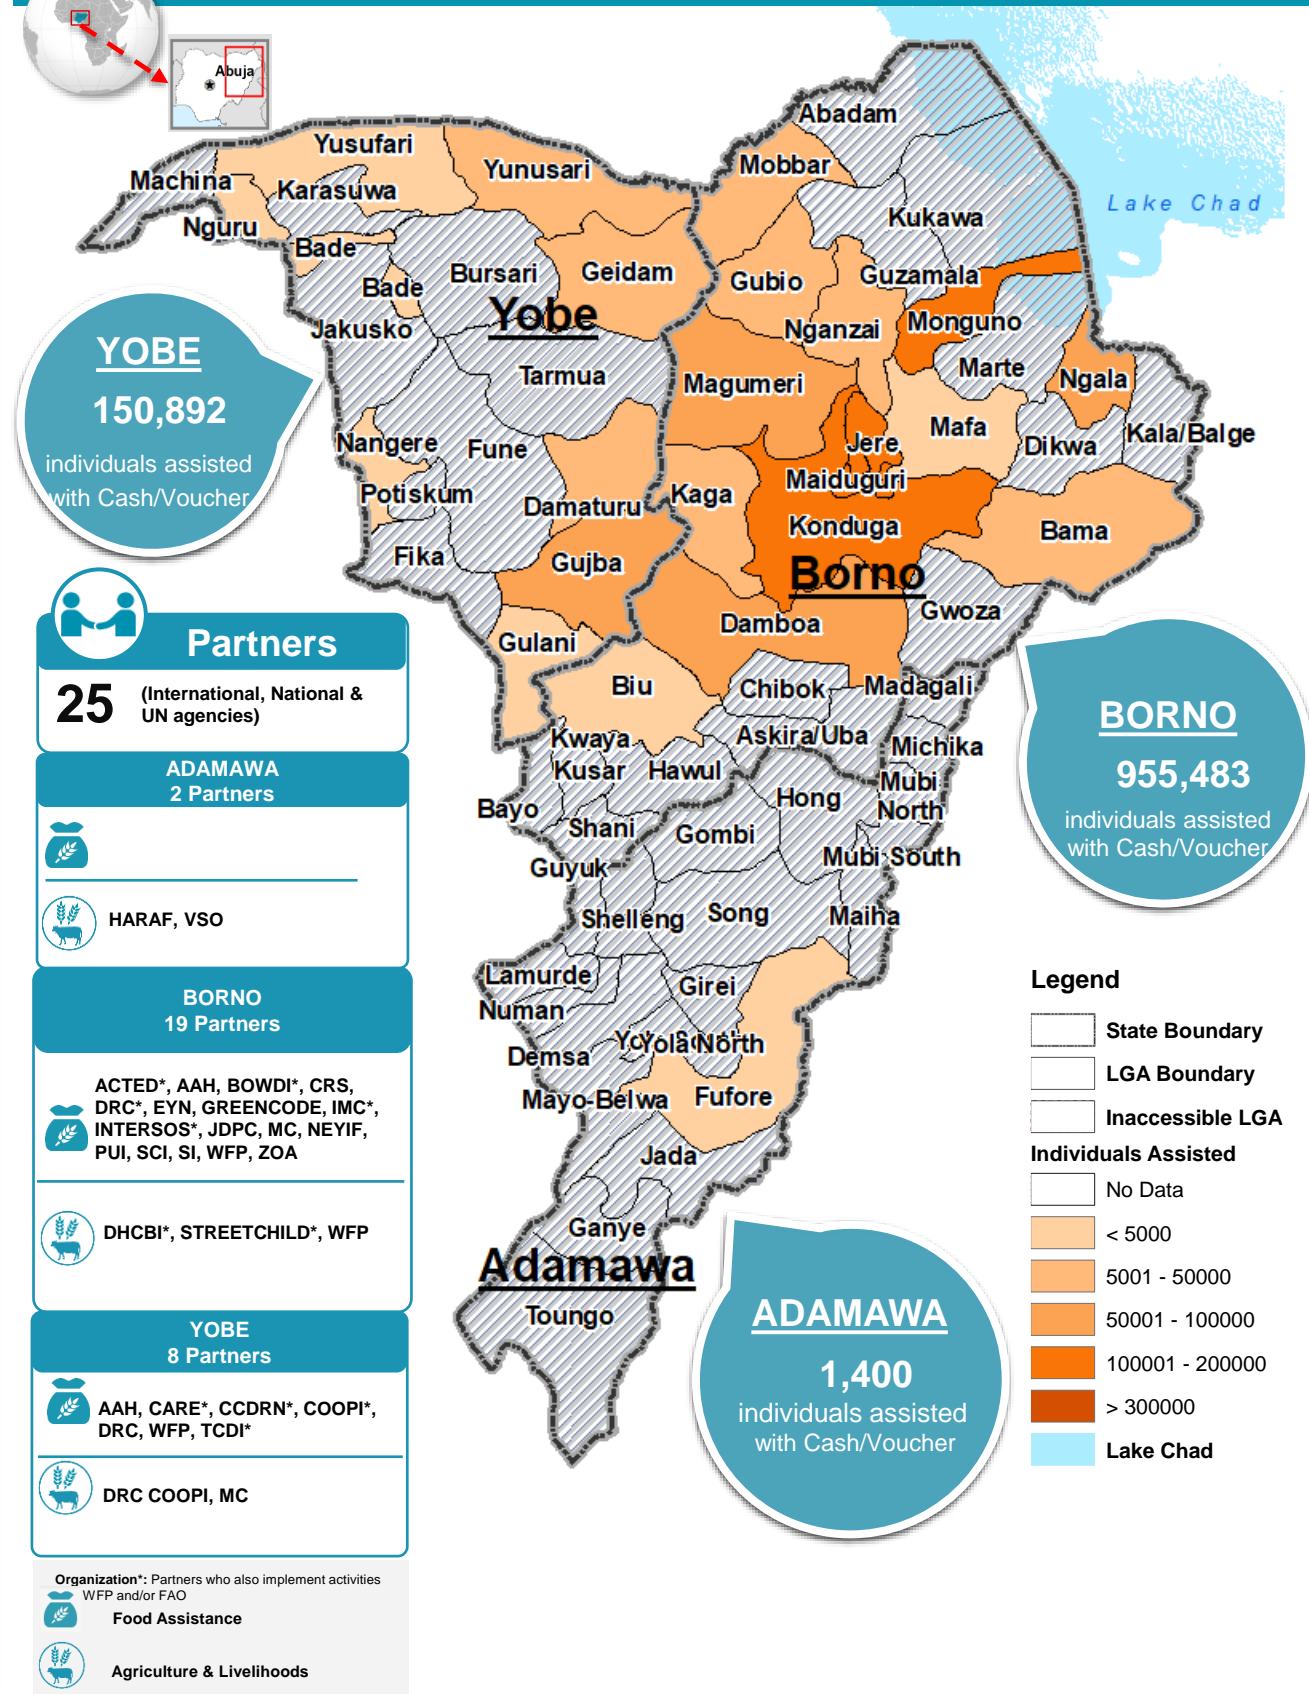 Abuja
Abadam
Yusufari
Yunusari
Mobbar
Machina
Karasuwa
Lake Chad
Nguru
Kukawa
Bade
Bursari
Geidam
Gubio
Guzamala
Bade
Yobe
Nganzai
Monguno
Jakusko
YOBE
150,892
individuals assisted
with Cash/Voucher
Tarmua
Magumeri
Marte
Ngala
Nangere
Fune
Jere
Mafa
Dikwa
Kala/Balge
Potiskum
Damaturu
Kaga
Maiduguri
Konduga
Bama
Fika
Gujba
Borno
Gwoza
Damboa
Gulani
Biu
Chibok
Madagali
Kwaya
Kusar
Hawul
Askira/Uba
Michika
Mubi
North
Bayo
Shani
Gombi
Hong
Mubi South
Guyuk
Shelleng
Song
Maiha
Lamurde
Girei
Numan
Demsa
Yola North
Mayo-Belwa
Fufore
Jada
Ganye
Adamawa
Toungo
BORNO
955,483
individuals assisted
with Cash/Voucher
ADAMAWA
1,400
individuals assisted
with Cash/Voucher
Partners
25
(International, National &
UN agencies)
ADAMAWA
2 Partners
HARAF, VSO
BORNO
19 Partners
ACTED*, AAH, BOWDI*, CRS,
DRC*, EYN, GREENCODE, IMC*,
INTERSOS*, JDPC, MC, NEYIF,
PUI, SCI, SI, WFP, ZOA
DHCBI*, STREETCHILD*, WFP
YOBE
8 Partners
AAH, CARE*, CCDRN*, COOPI*,
DRC, WFP, TCDI*
DRC COOPI, MC
Organization*: Partners who also implement activities
WFP and/or FAO
Food Assistance
Agriculture & Livelihoods
Legend
State Boundary
LGA Boundary
Inaccessible LGA
Individuals Assisted
No Data
< 5000
5001 - 50000
50001 - 100000
100001 - 200000
> 300000
Lake Chad